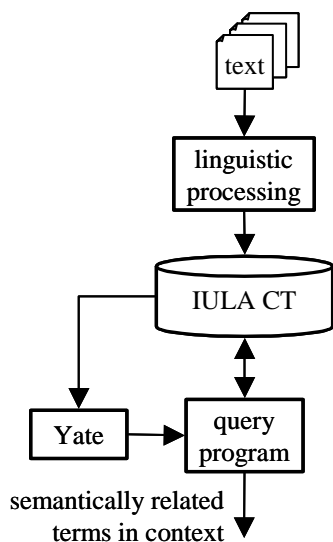 text
linguistic
processing
IULA CT
Yate
query
program
semantically related
terms in context